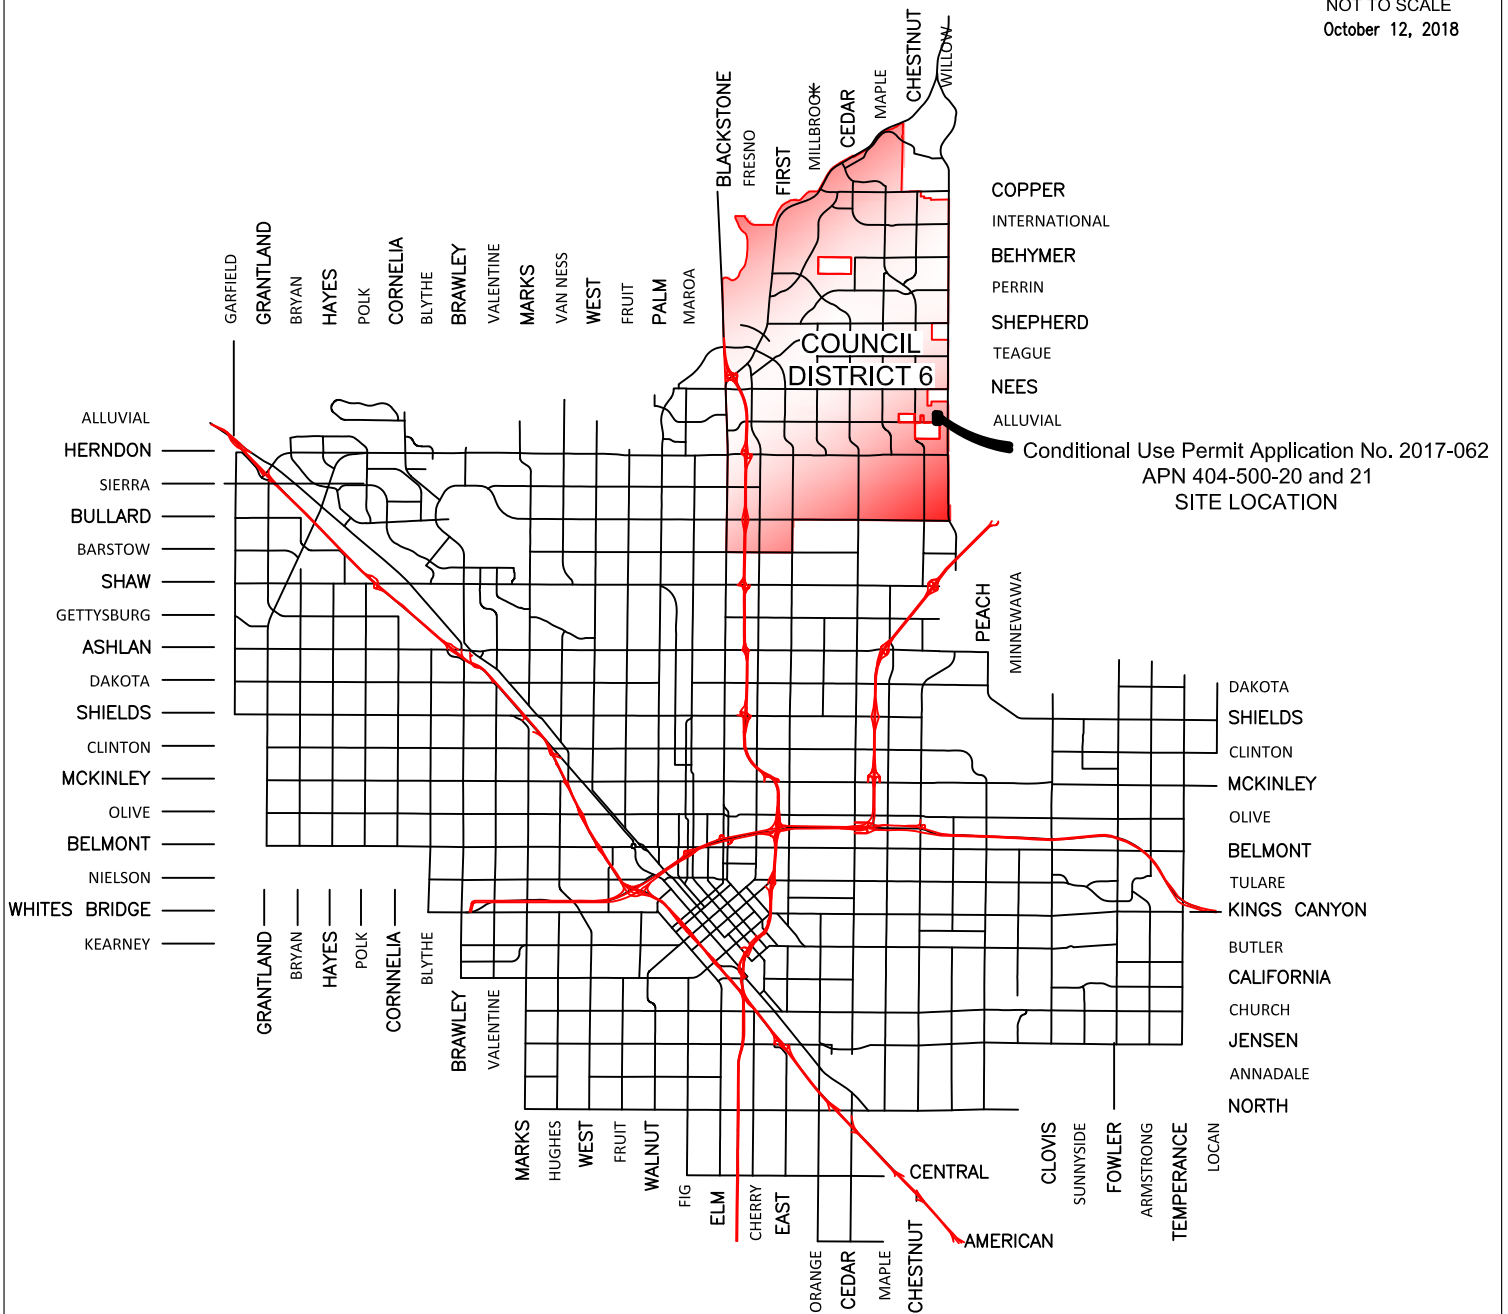 NOT TO SCALE
October 12, 2018
BLACKSTONE
FRESNO
FIRST
MILLBROOK
CEDAR
MAPLE
CHESTNUT
WILLOW
GARFIELD
GRANTLAND
BRYAN
HAYES
POLK
CORNELIA
BLYTHE
BRAWLEY
VALENTINE
MARKS
VAN NESS
WEST
FRUIT
PALM
MAROA
COPPER
INTERNATIONAL
BEHYMER
PERRIN
SHEPHERD
TEAGUE
NEES
ALLUVIAL
COUNCIL
DISTRICT 6
Conditional Use Permit Application No. 2017-062
APN 404-500-20 and 21
SITE LOCATION
ALLUVIAL
HERNDON
SIERRA
BULLARD
BARSTOW
SHAW
GETTYSBURG
ASHLAN
DAKOTA
SHIELDS
CLINTON
MCKINLEY
OLIVE
BELMONT
NIELSON
WHITES BRIDGE
KEARNEY
PEACH
MINNEWAWA
DAKOTA
SHIELDS
CLINTON
MCKINLEY
OLIVE
BELMONT
TULARE
KINGS CANYON
BUTLER
CALIFORNIA
CHURCH
JENSEN
ANNADALE
NORTH
GRANTLAND
BRYAN
HAYES
POLK
CORNNELIA
BLYTHE
BRAWLEY
VALENTINE
MARKS
HUGHES
WEST
FRUIT
WALNUT
FIG
ELM
CHERRY
EAST
ORANGE
CEDAR
MAPLE
CHESTNUT
CENTRAL
AMERICAN
CLOVIS
SUNNYSIDE
FOWLER
ARMSTRONG
TEMPERANCE
LOCAN